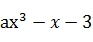 ax³ − x − 3